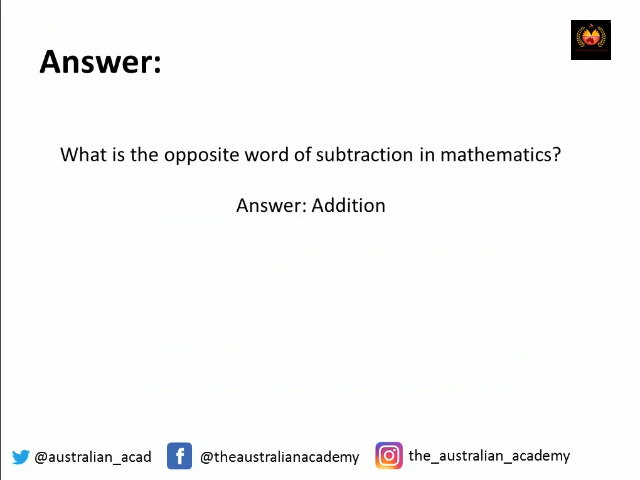 Answer:
What is the opposite word of subtraction in mathematics?
Answer: Addition
@australian_acad @theaustralianacademy the_australian_academy